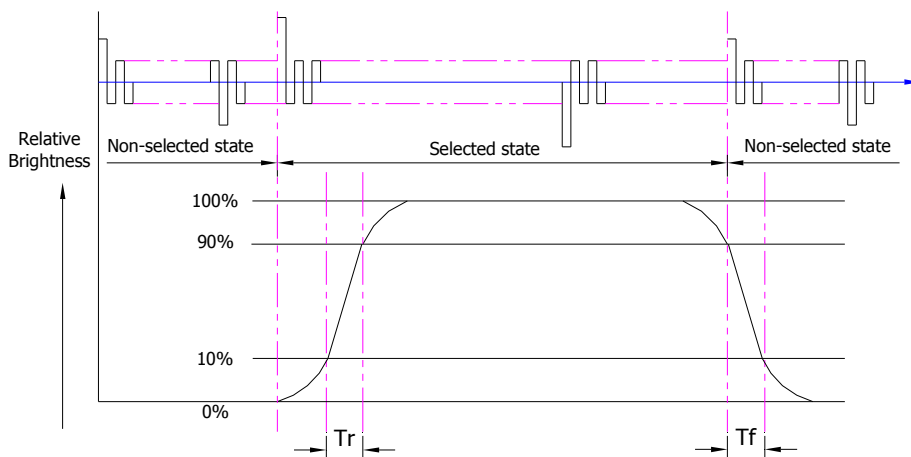 Relative
Brightness
Non-selected state
Selected state
Non-selected state
100%
90%
10%
0%
Tr
Tf